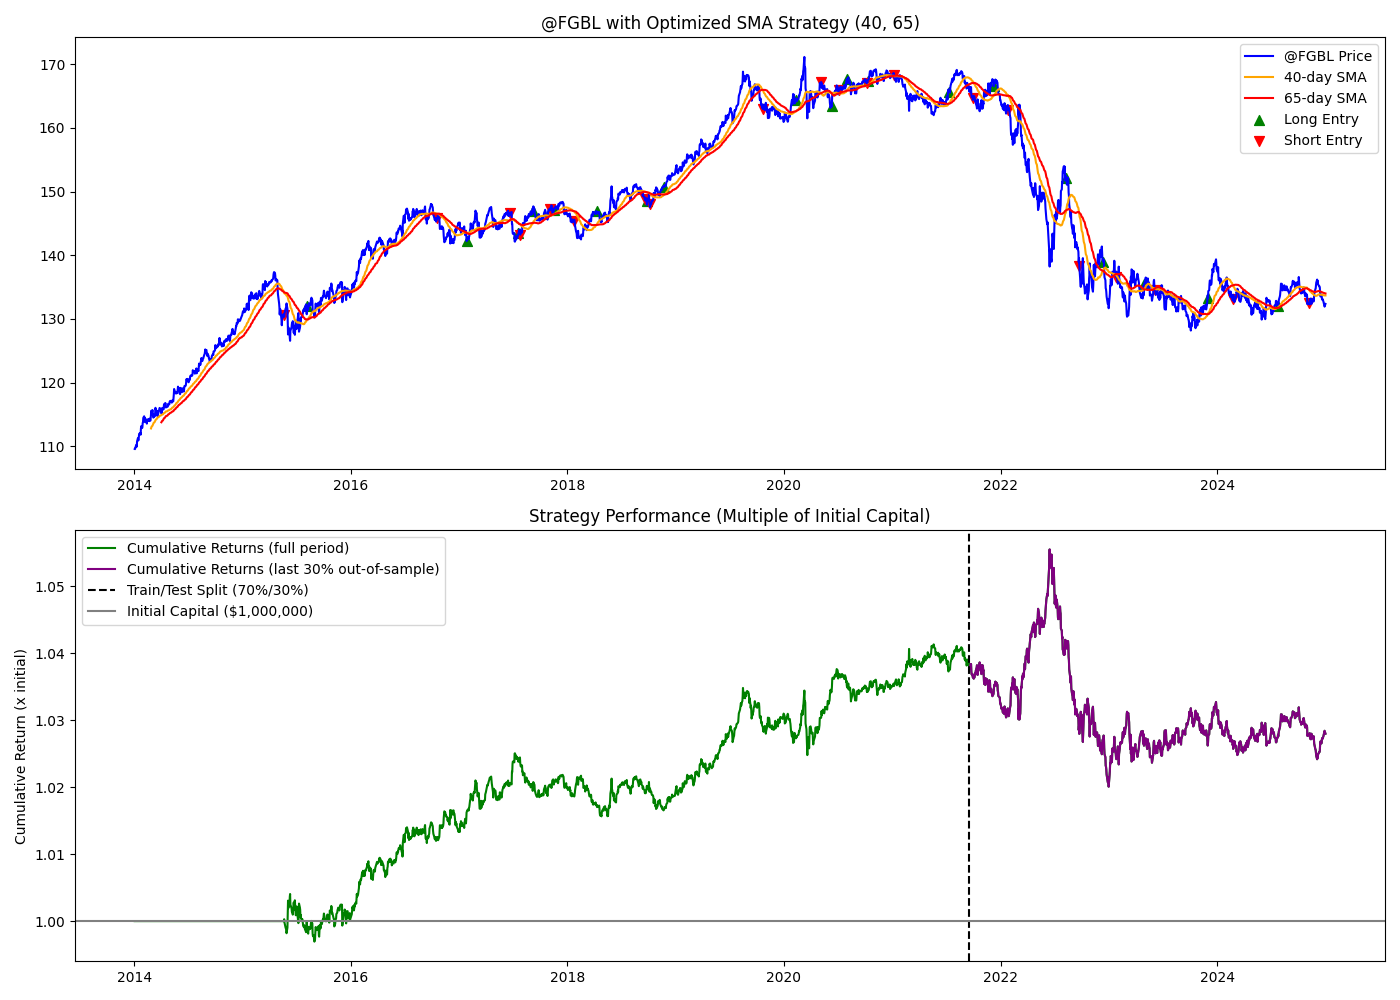 @FGBL with Optimized SMA Strategy (40, 65)
170
160
150
140
130
120
110
@FGBL Price
40-day SMA
65-day SMA
Long Entry
Short Entry
2014 2016 2018 2020 2022 2024
Strategy Performance (Multiple of Initial Capital)
Cumulative Return (x initial)
1.05
1.04
1.03
1.02
1.01
1.00
Cumulative Returns (full period)
Cumulative Returns (last 30% out-of-sample)
Train/Test Split (70%/30%)
Initial Capital ($1,000,000)
2014 2016 2018 2020 2022 2024